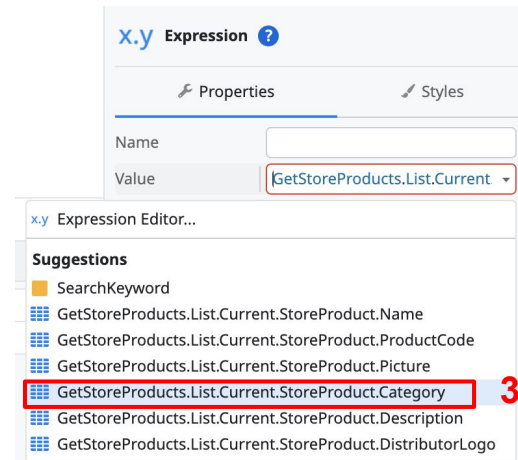 x.y Expression ?
Properties
Styles
Name
Value
GetStoreProducts.List.Current.
x.y Expression Editor...
Suggestions
SearchKeyword
GetStoreProducts.List.Current.StoreProduct.Name
GetStoreProducts.List.Current.StoreProduct.ProductCode
GetStoreProducts.List.Current.StoreProduct.Picture
GetStoreProducts.List.Current.StoreProduct.Category 3
GetStoreProducts.List.Current.StoreProduct.Description
GetStoreProducts.List.Current.StoreProduct.DistributorLogo